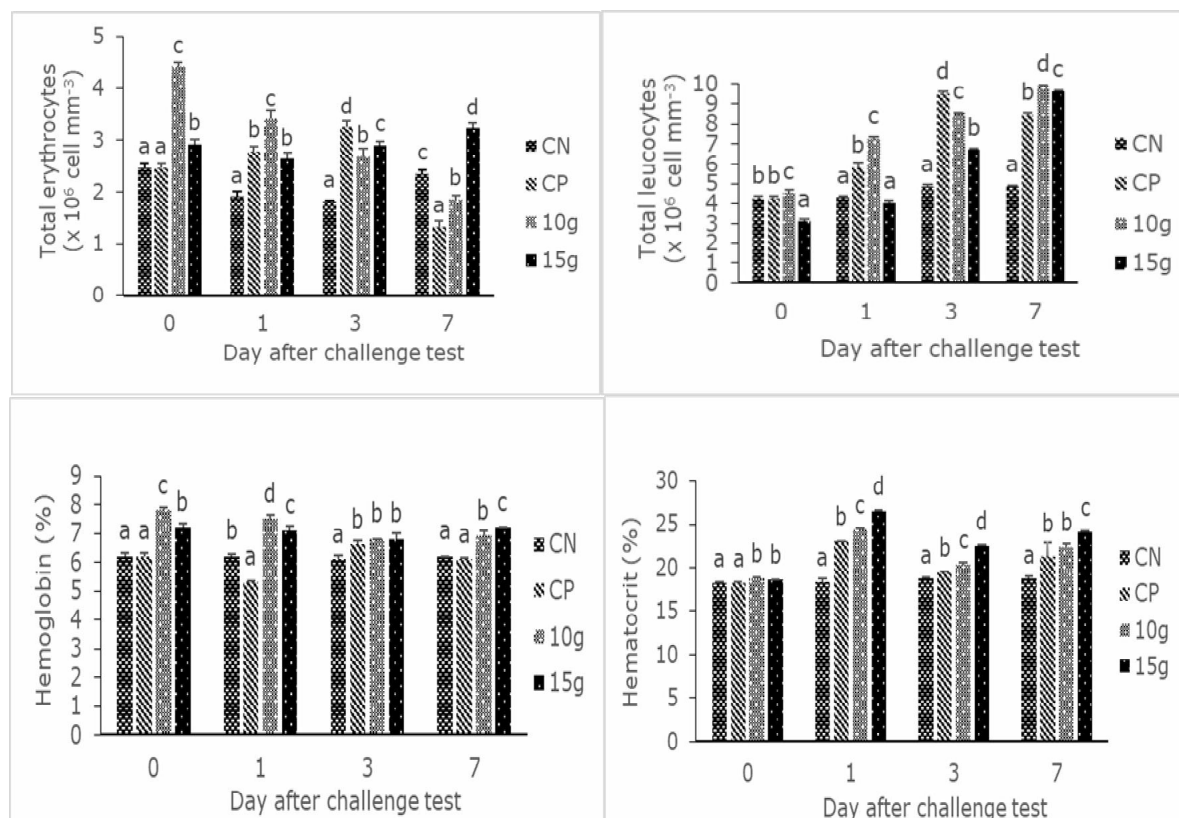 Total erythrocytes
(x 10⁶ cell mm⁻³)
5
4
3
2
1
0
a a c b
a b c b
a d b c
c a b d
0 1 3 7
Day after challenge test
CN
CP
10g
15g
Total leucocytes
(x 10⁶ cell mm⁻³)
10
9
8
7
6
5
4
3
2
1
0
b b c a
a b c a
a d c b
a b d c
0 1 3 7
Day after challenge test
CN
CP
10g
15g
Hemoglobin (%)
9
8
7
6
5
4
3
2
1
0
a a c b
b a d c
a b b b
a a b c
0 1 3 7
Day after challenge test
CN
CP
10g
15g
Hematocrit (%)
30
25
20
15
10
5
0
a a b b
a b c d
a b c d
a b b c
0 1 3 7
Day after challenge test
CN
CP
10g
15g